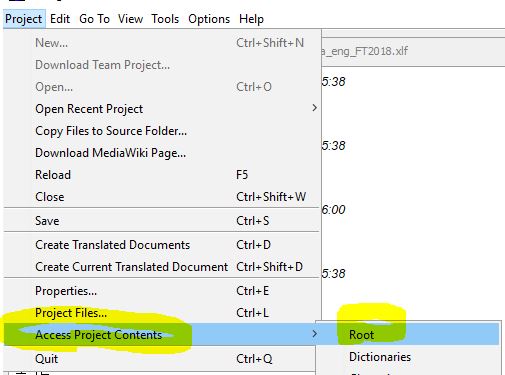 Project Edit Go To View Tools Options Help
New... Ctrl+Shift+N
Download Team Project...
a_eng_FT2018.xlf
Open... Ctrl+O
5:38
Open Recent Project
Copy Files to Source Folder...
Download MediaWiki Page...
5:38
Reload F5
Close Ctrl+Shift+W
6:00
Save Ctrl+S
Create Translated Documents Ctrl+D
Create Current Translated Document Ctrl+Shift+D
5:38
Properties... Ctrl+E
Project Files... Ctrl+L
Access Project Contents
Root
Quit Ctrl+Q
Dictionaries